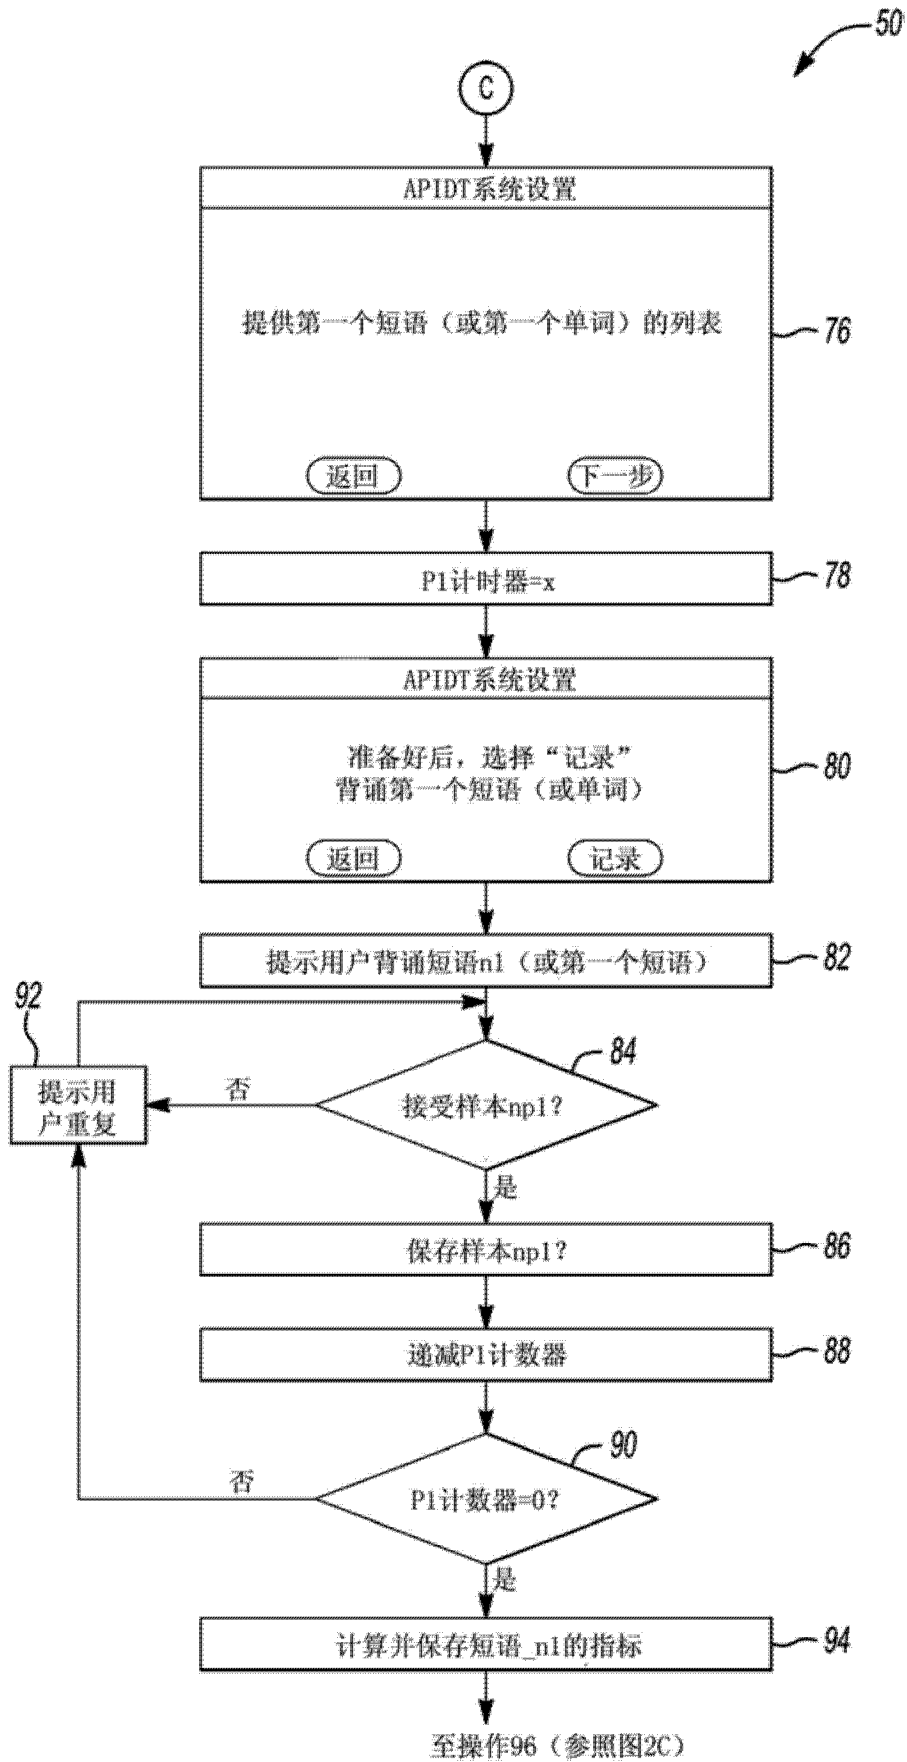 50
C
APIDT系统设置
提供第一个短语（或第一个单词）的列表
76
返回
下一步
P1计时器=x
78
APIDT系统设置
准备好后，选择“记录”
背诵第一个短语（或单词）
80
返回
记录
提示用户背诵短语n1（或第一个短语）
82
92
提示用
户重复
否
接受样本np1?
84
是
保存样本np1?
86
递减P1计数器
88
否
P1计数器=0?
90
是
计算并保存短语_n1的指标
94
至操作96（参照图2C）